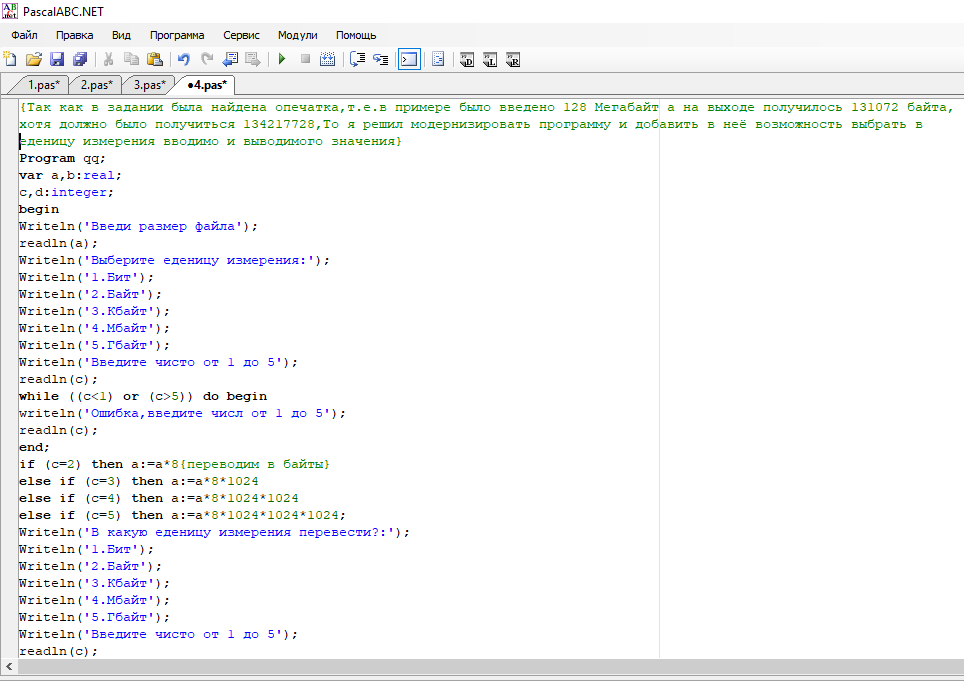 PascalABC.NET
Файл Правка Вид Программа Сервис Модули Помощь
1.pas* 2.pas* 3.pas* •4.pas*
{Так как в задании была найдена опечатка,т.е.в примере было введено 128 Мегабайт а на выходе получилось 131072 байта,
хотя должно было получиться 134217728,То я решил модернизировать программу и добавить в неё возможность выбрать в
еденицу измерения вводимо и выводимого значения}
Program qq;
var a,b:real;
c,d:integer;
begin
Writeln('Введи размер файла');
readln(a);
Writeln('Выберите еденицу измерения:');
Writeln('1.Бит');
Writeln('2.Байт');
Writeln('3.Кбайт');
Writeln('4.Мбайт');
Writeln('5.Гбайт');
Writeln('Введите чисто от 1 до 5');
readln(c);
while ((c<1) or (c>5)) do begin
writeln('Ошибка,введите числ от 1 до 5');
readln(c);
end;
if (c=2) then a:=a*8{переводим в байты}
else if (c=3) then a:=a*8*1024
else if (c=4) then a:=a*8*1024*1024
else if (c=5) then a:=a*8*1024*1024*1024;
Writeln('В какую еденицу измерения перевести?:');
Writeln('1.Бит');
Writeln('2.Байт');
Writeln('3.Кбайт');
Writeln('4.Мбайт');
Writeln('5.Гбайт');
Writeln('Введите чисто от 1 до 5');
readln(c);